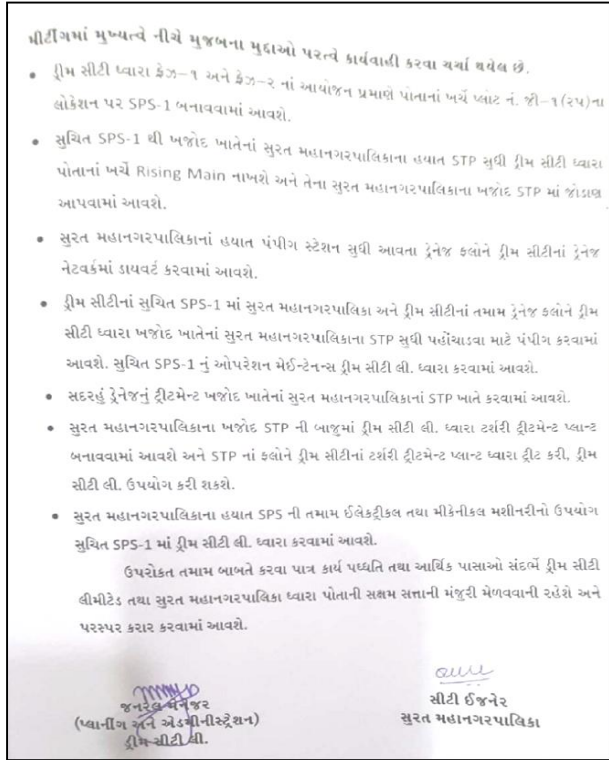 મીટીંગમાં મુખ્યત્વે નીચે મુજબના મુદ્દાઓ પરત્વે કાર્યવાહી કરવા ચર્ચા થયેલ છે.
• ડ્રીમ સીટી ધ્વારા ફેઝ–૧ અને ફેઝ–૨ નાં આયોજન પ્રમાણે પોતાનાં ખર્ચે પ્લોટ નં. જી–૧(૨૫)ના
લોકેશન પર SPS-1 બનાવવામાં આવશે.
• સુચિત SPS-1 થી ખજોદ ખાતેનાં સુરત મહાનગરપાલિકાના હયાત STP સુધી ડ્રીમ સીટી ધ્વારા
પોતાનાં ખર્ચે Rising Main નાખશે અને તેના સુરત મહાનગરપાલિકાના ખજોદ STP માં જોડાણ
આપવામાં આવશે.
• સુરત મહાનગરપાલિકાનાં હયાત પંપીગ સ્ટેશન સુધી આવતા ડ્રેનેજ ફલોને ડ્રીમ સીટીનાં ડ્રેનેજ
નેટવર્કમાં ડાયવર્ટ કરવામાં આવશે.
• ડ્રીમ સીટીનાં સુચિત SPS-1 માં સુરત મહાનગરપાલિકા અને ડ્રીમ સીટીનાં તમામ ડ્રેનેજ ફલોને ડ્રીમ
સીટી ધ્વારા ખજોદ ખાતેનાં સુરત મહાનગરપાલિકાના STP સુધી પહોંચાડવા માટે પંપીગ કરવામાં
આવશે. સુચિત SPS-1 નું ઓપરેશન મેઈન્ટેનન્સ ડ્રીમ સીટી લી. ધ્વારા કરવામાં આવશે.
• સદરહું ડ્રેનેજનું ટ્રીટમેન્ટ ખજોદ ખાતેનાં સુરત મહાનગરપાલિકાનાં STP ખાતે કરવામાં આવશે.
• સુરત મહાનગરપાલિકાના ખજોદ STP ની બાજુમાં ડ્રીમ સીટી લી. ધ્વારા ટર્શરી ટ્રીટમેન્ટ પ્લાન્ટ
બનાવવામાં આવશે અને STP નાં ફલોને ડ્રીમ સીટીનાં ટર્શરી ટ્રીટમેન્ટ પ્લાન્ટ ધ્વારા ટ્રીટ કરી, ડ્રીમ
સીટી લી. ઉપયોગ કરી શકશે.
• સુરત મહાનગરપાલિકાના હયાત SPS ની તમામ ઈલેક્ટ્રીકલ તથા મીકેનીકલ મશીનરીનો ઉપયોગ
સુચિત SPS-1 માં ડ્રીમ સીટી લી. ધ્વારા કરવામાં આવશે.
ઉપરોકત તમામ બાબતે કરવા પાત્ર કાર્ય પધ્ધતિ તથા આર્થિક પાસાઓ સંદર્ભે ડ્રીમ સીટી
લીમીટેડ તથા સુરત મહાનગરપાલિકા ધ્વારા પોતાની સક્ષમ સત્તાની મંજુરી મેળવવાની રહેશે અને
પરસ્પર કરાર કરવામાં આવશે.
જનરલ મેનેજર
(પ્લાનીંગ અને એડમીનીસ્ટ્રેશન)
ડ્રીમ સીટી લી.
સીટી ઈજનેર
સુરત મહાનગરપાલિકા